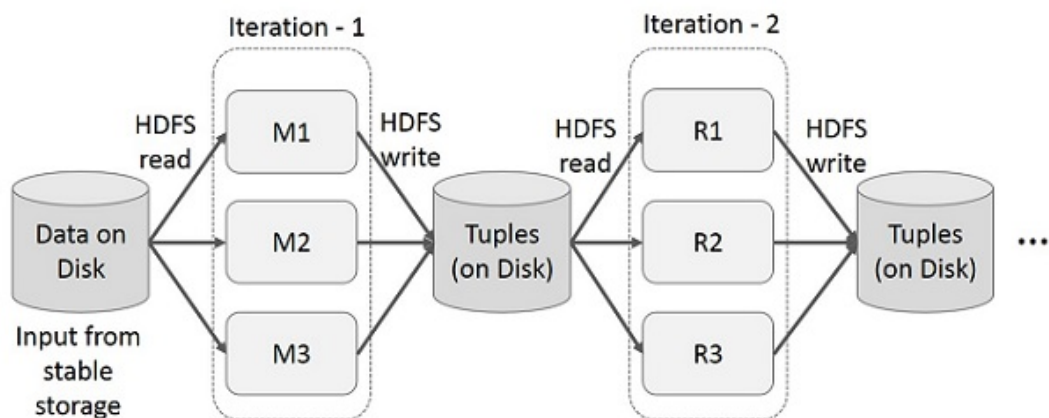 Iteration - 1
Iteration - 2
HDFS
read
M1
HDFS
write
HDFS
read
R1
HDFS
write
Data on
Disk
M2
Tuples
(on Disk)
R2
Tuples
(on Disk)
...
Input from
stable
storage
M3
R3